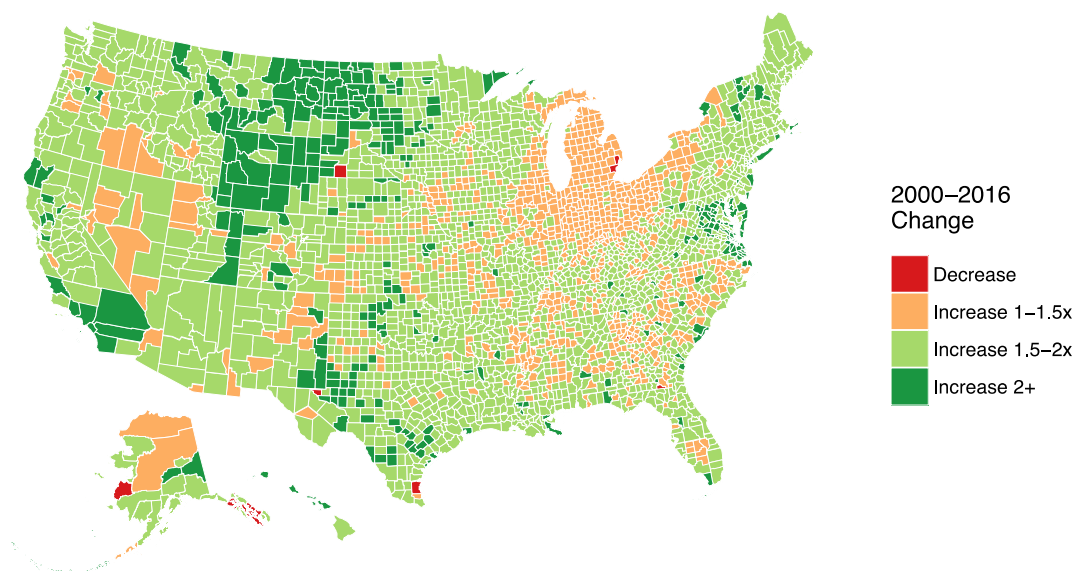 2000–2016
Change
Decrease
Increase 1–1.5x
Increase 1.5–2x
Increase 2+